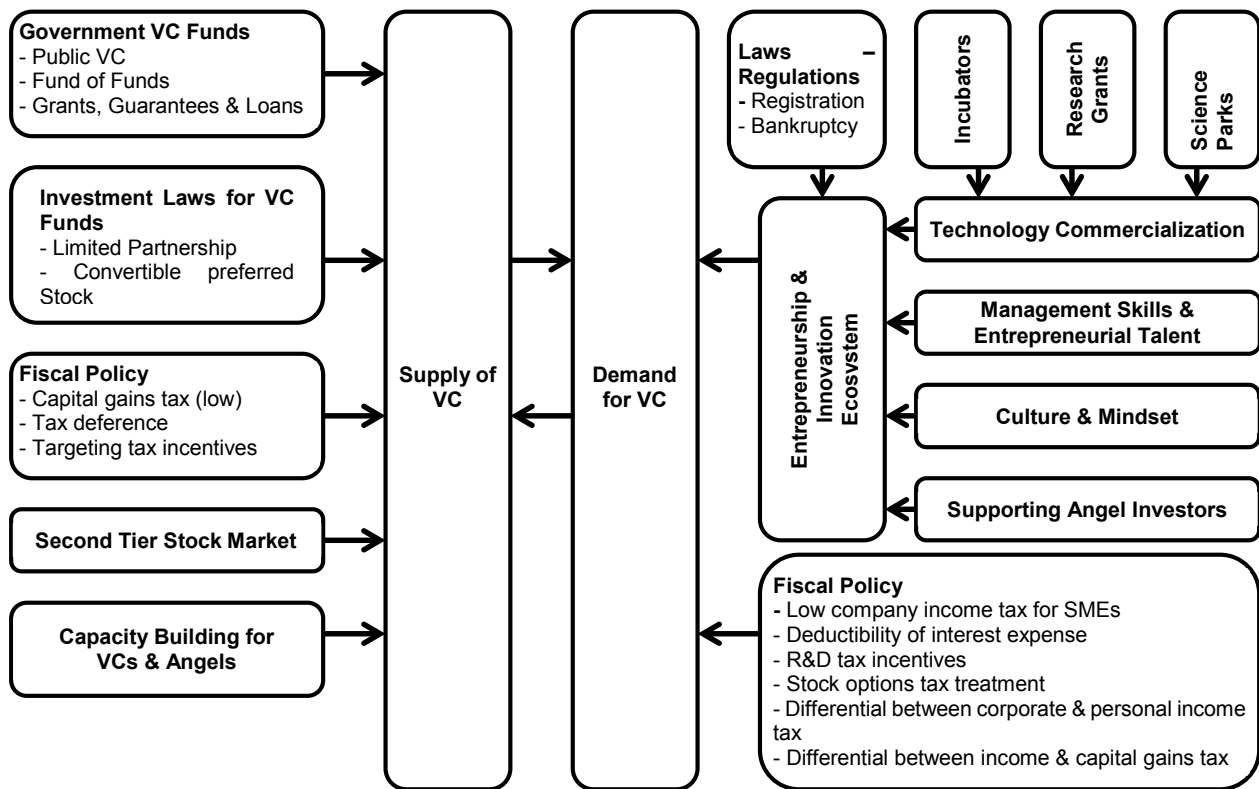 Government VC Funds
- Public VC
- Fund of Funds
- Grants, Guarantees & Loans
Investment Laws for VC
Funds
- Limited Partnership
- Convertible preferred
Stock
Fiscal Policy
- Capital gains tax (low)
- Tax deference
- Targeting tax incentives
Second Tier Stock Market
Capacity Building for
VCs & Angels
Supply of
VC
Demand
for VC
Laws –
Regulations
- Registration
- Bankruptcy
Incubators
Research
Grants
Science
Parks
Entrepreneurship &
Innovation
Ecosystem
Technology Commercialization
Management Skills &
Entrepreneurial Talent
Culture & Mindset
Supporting Angel Investors
Fiscal Policy
- Low company income tax for SMEs
- Deductibility of interest expense
- R&D tax incentives
- Stock options tax treatment
- Differential between corporate & personal income
tax
- Differential between income & capital gains tax